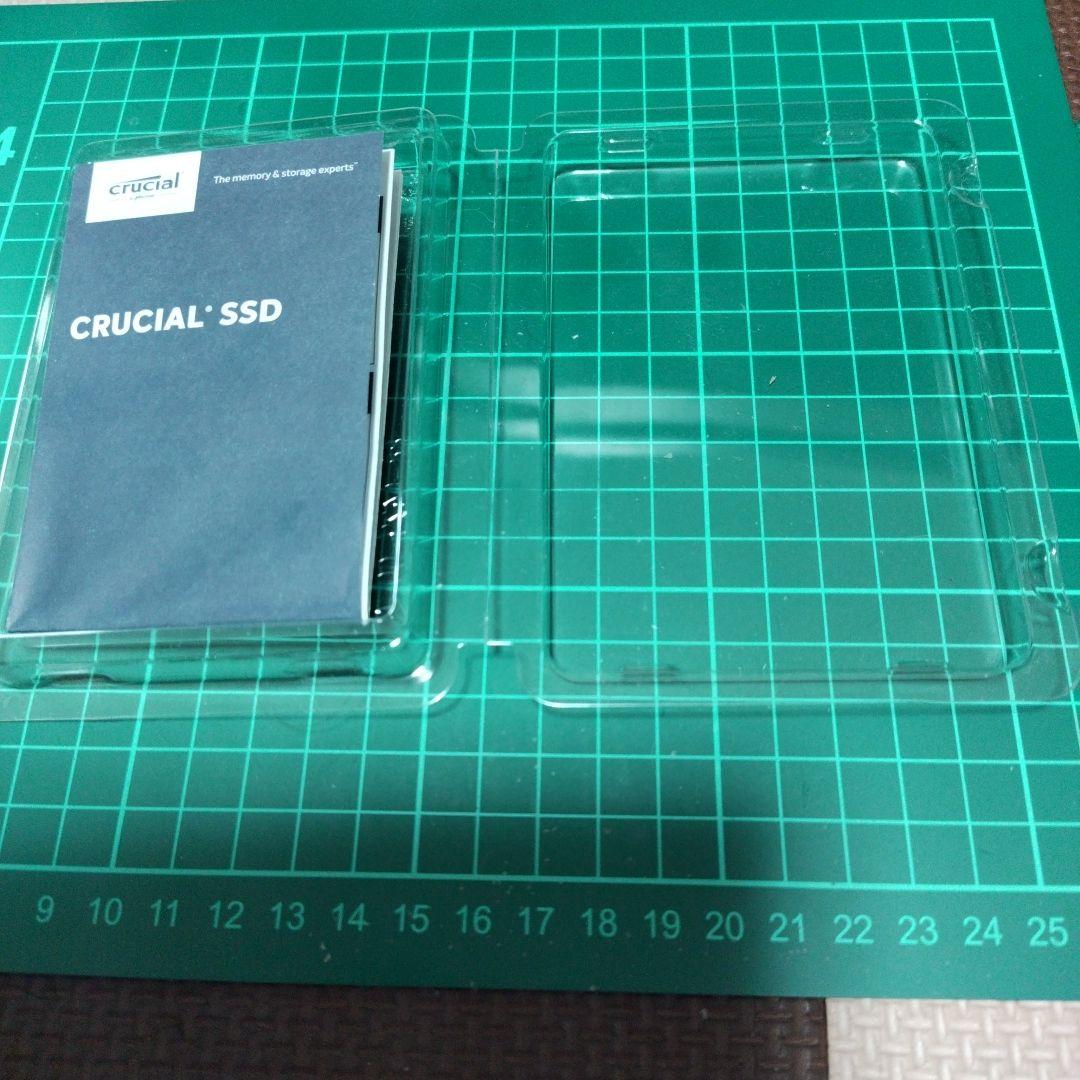 4
crucial
The memory & storage experts™
CRUCIAL® SSD
9 10 11 12 13 14 15 16 17 18 19 20 21 22 23 24 25